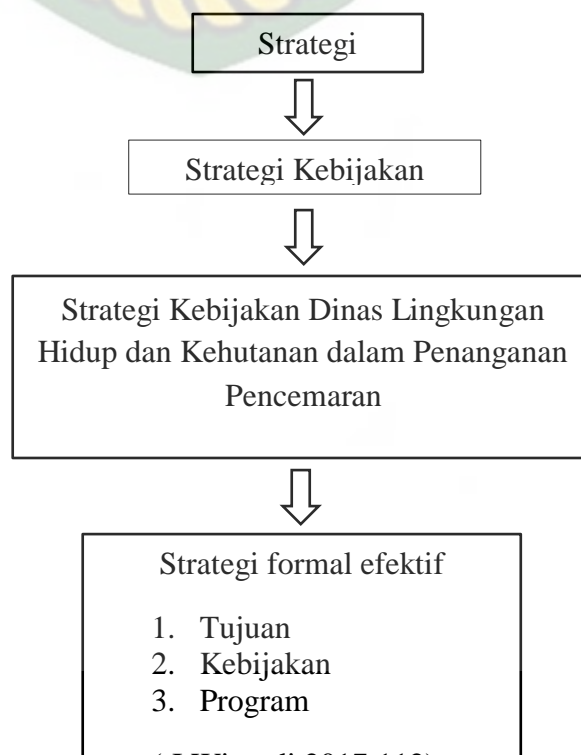 Strategi
Strategi Kebijakan
Strategi Kebijakan Dinas Lingkungan
Hidup dan Kehutanan dalam Penanganan
Pencemaran
Strategi formal efektif
1. Tujuan
2. Kebijakan
3. Program